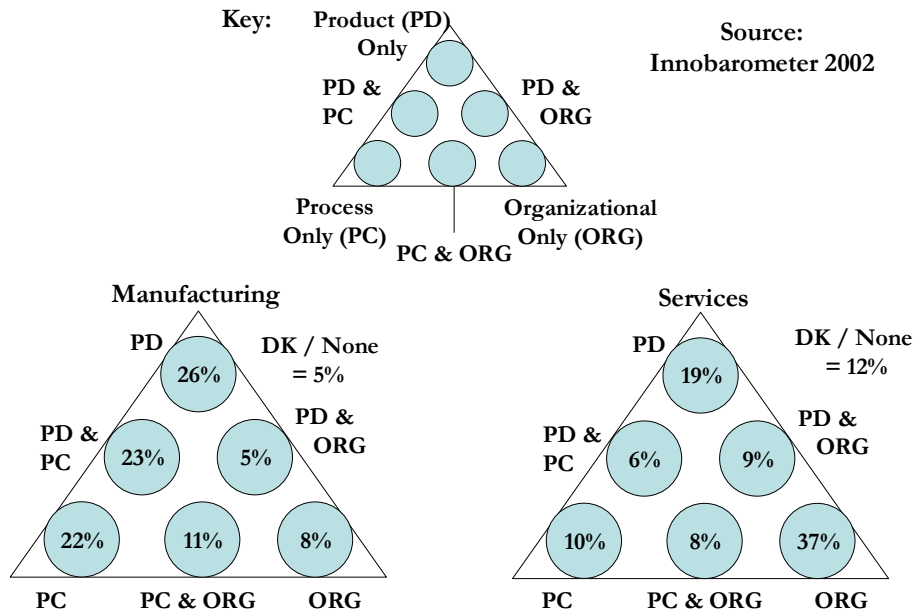 Key:
Product (PD)
Only
Source:
Innobarometer 2002
PD &
PC
PD &
ORG
Process
Only (PC)
Organizational
Only (ORG)
PC & ORG
Manufacturing
PD
DK / None
= 5%
26%
PD &
PC
PD &
ORG
23%
5%
22%
11%
8%
PC
PC & ORG
ORG
Services
PD
DK / None
= 12%
19%
PD &
PC
PD &
ORG
6%
9%
10%
8%
37%
PC
PC & ORG
ORG